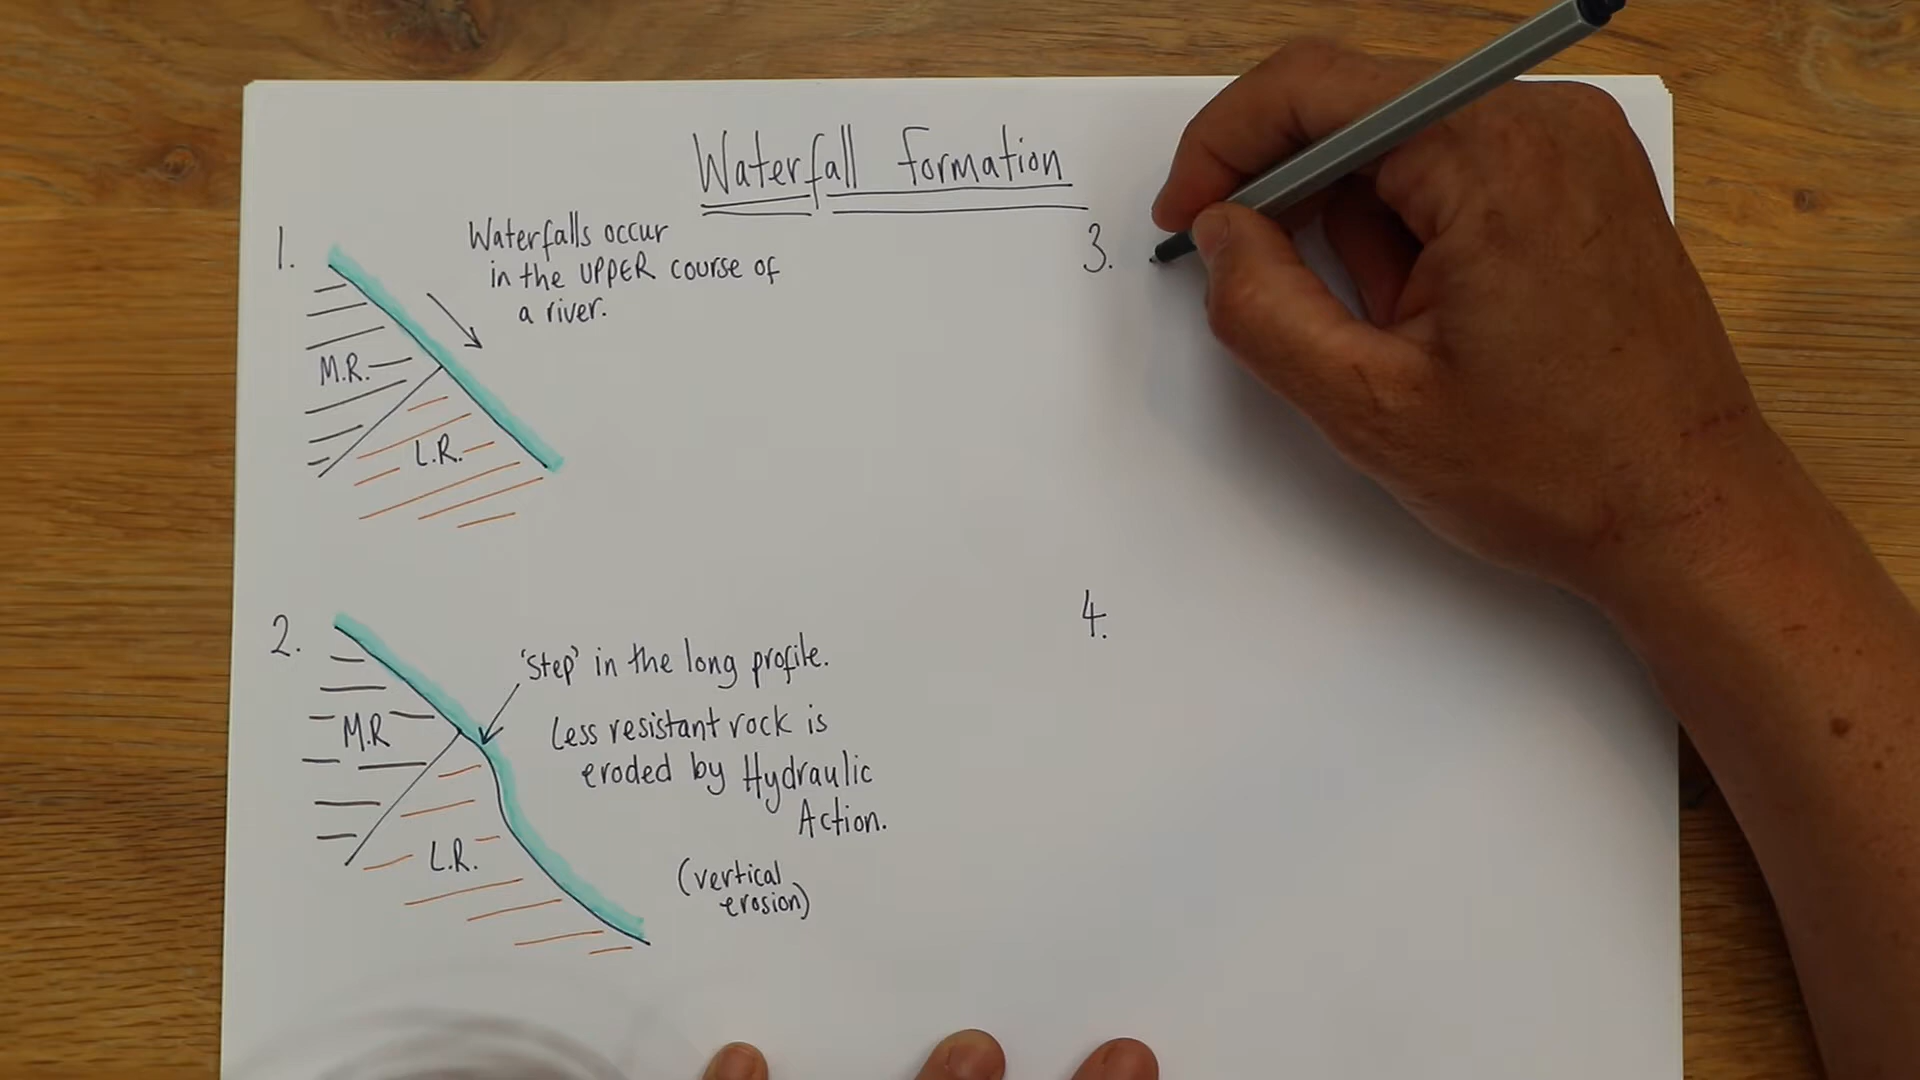 Waterfall formation
1.
Waterfalls occur
in the UPPER course of
a river.
M.R.
L.R.
2.
'step' in the long profile.
Less resistant rock is
eroded by Hydraulic
Action.
(vertical
erosion)
M.R
L.R.
3.
4.